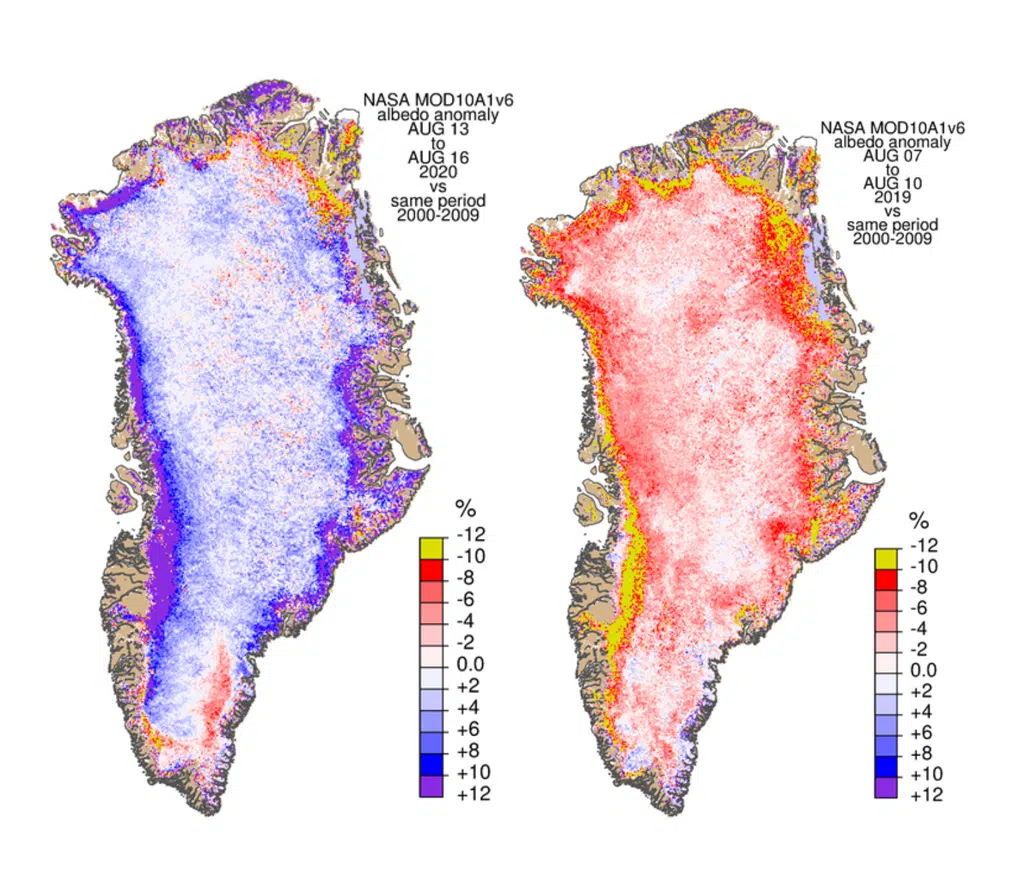 NASA MOD10A1v6
albedo anomaly
AUG 13
to
AUG 16
2020
vs
same period
2000-2009
%
-12
-10
-8
-6
-4
-2
0.0
+2
+4
+6
+8
+10
+12
NASA MOD10A1v6
albedo anomaly
AUG 07
to
AUG 10
2019
vs
same period
2000-2009
%
-12
-10
-8
-6
-4
-2
0.0
+2
+4
+6
+8
+10
+12